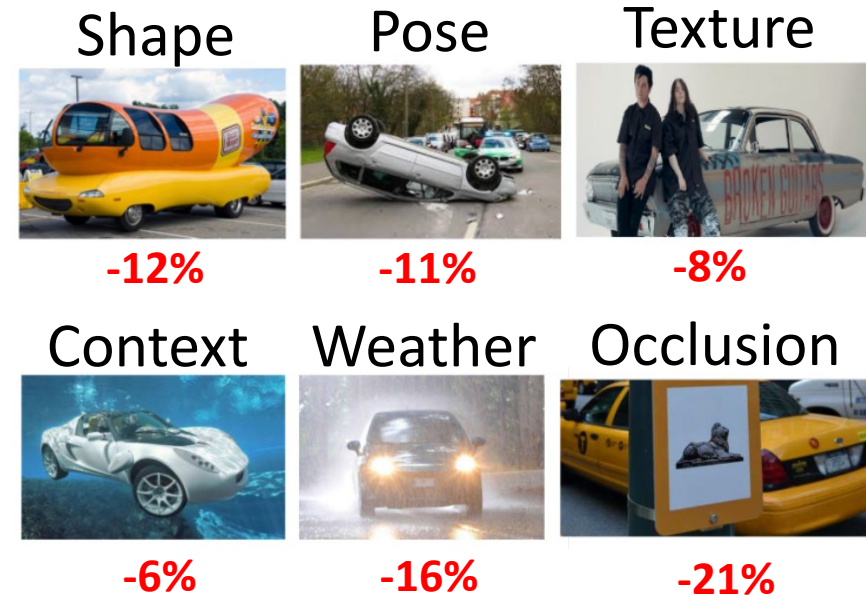 Shape Pose Texture
BROKEN GUITARS
-12% -11% -8%
Context Weather Occlusion
-6% -16% -21%